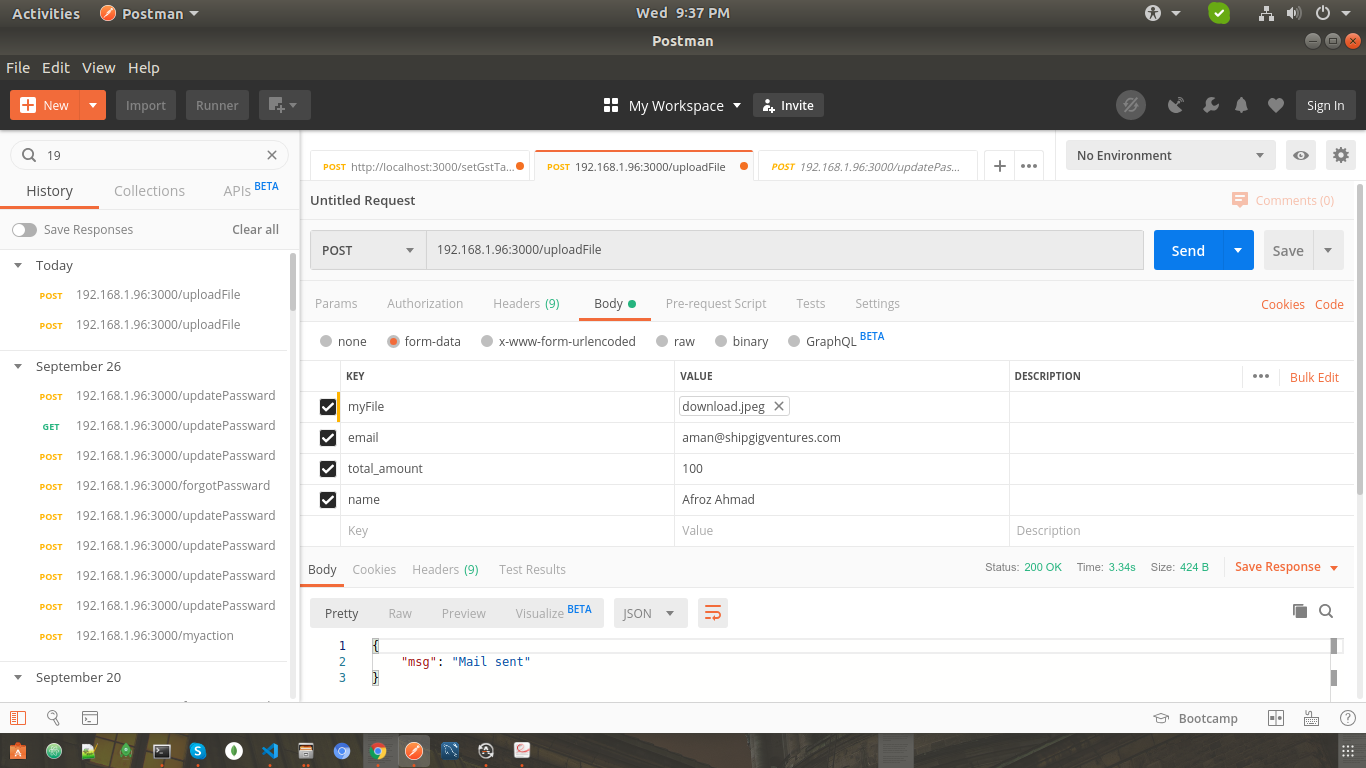 Activities Postman Wed 9:37 PM
Postman
File Edit View Help
New Import Runner My Workspace Invite Sign In
19
History Collections APIs BETA
Save Responses Clear all
Today
POST 192.168.1.96:3000/uploadFile
POST 192.168.1.96:3000/uploadFile
September 26
POST 192.168.1.96:3000/updatePassward
GET 192.168.1.96:3000/updatePassward
POST 192.168.1.96:3000/updatePassward
POST 192.168.1.96:3000/forgotPassward
POST 192.168.1.96:3000/updatePassward
POST 192.168.1.96:3000/updatePassward
POST 192.168.1.96:3000/updatePassward
POST 192.168.1.96:3000/updatePassward
POST 192.168.1.96:3000/myaction
September 20
POST http://localhost:3000/setGstTa... POST 192.168.1.96:3000/uploadFile POST 192.168.1.96:3000/updatePas... No Environment
Untitled Request Comments (0)
POST 192.168.1.96:3000/uploadFile Send Save
Params Authorization Headers (9) Body Pre-request Script Tests Settings Cookies Code
none form-data x-www-form-urlencoded raw binary GraphQL BETA
KEY VALUE DESCRIPTION Bulk Edit
myFile download.jpeg
email aman@shipgigventures.com
total_amount 100
name Afroz Ahmad
Key Value Description
Body Cookies Headers (9) Test Results Status: 200 OK Time: 3.34s Size: 424 B Save Response
Pretty Raw Preview Visualize BETA JSON
1 {
2 "msg": "Mail sent"
3 }
Bootcamp